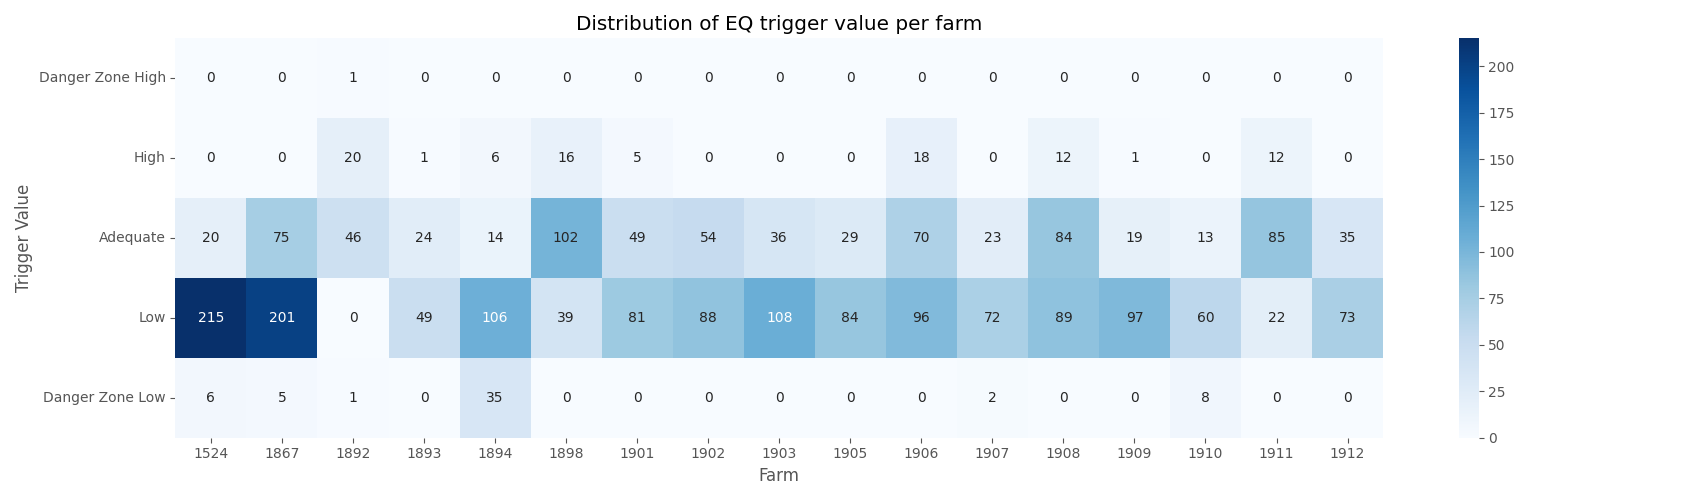 Distribution of EQ trigger value per farm
Trigger Value
Danger Zone High 0 0 1 0 0 0 0 0 0 0 0 0 0 0 0 0 0
High 0 0 20 1 6 16 5 0 0 0 18 0 12 1 0 12 0
Adequate 20 75 46 24 14 102 49 54 36 29 70 23 84 19 13 85 35
Low 215 201 0 49 106 39 81 88 108 84 96 72 89 97 60 22 73
Danger Zone Low 6 5 1 0 35 0 0 0 0 0 0 2 0 0 8 0 0
1524 1867 1892 1893 1894 1898 1901 1902 1903 1905 1906 1907 1908 1909 1910 1911 1912
Farm
200
175
150
125
100
75
50
25
0